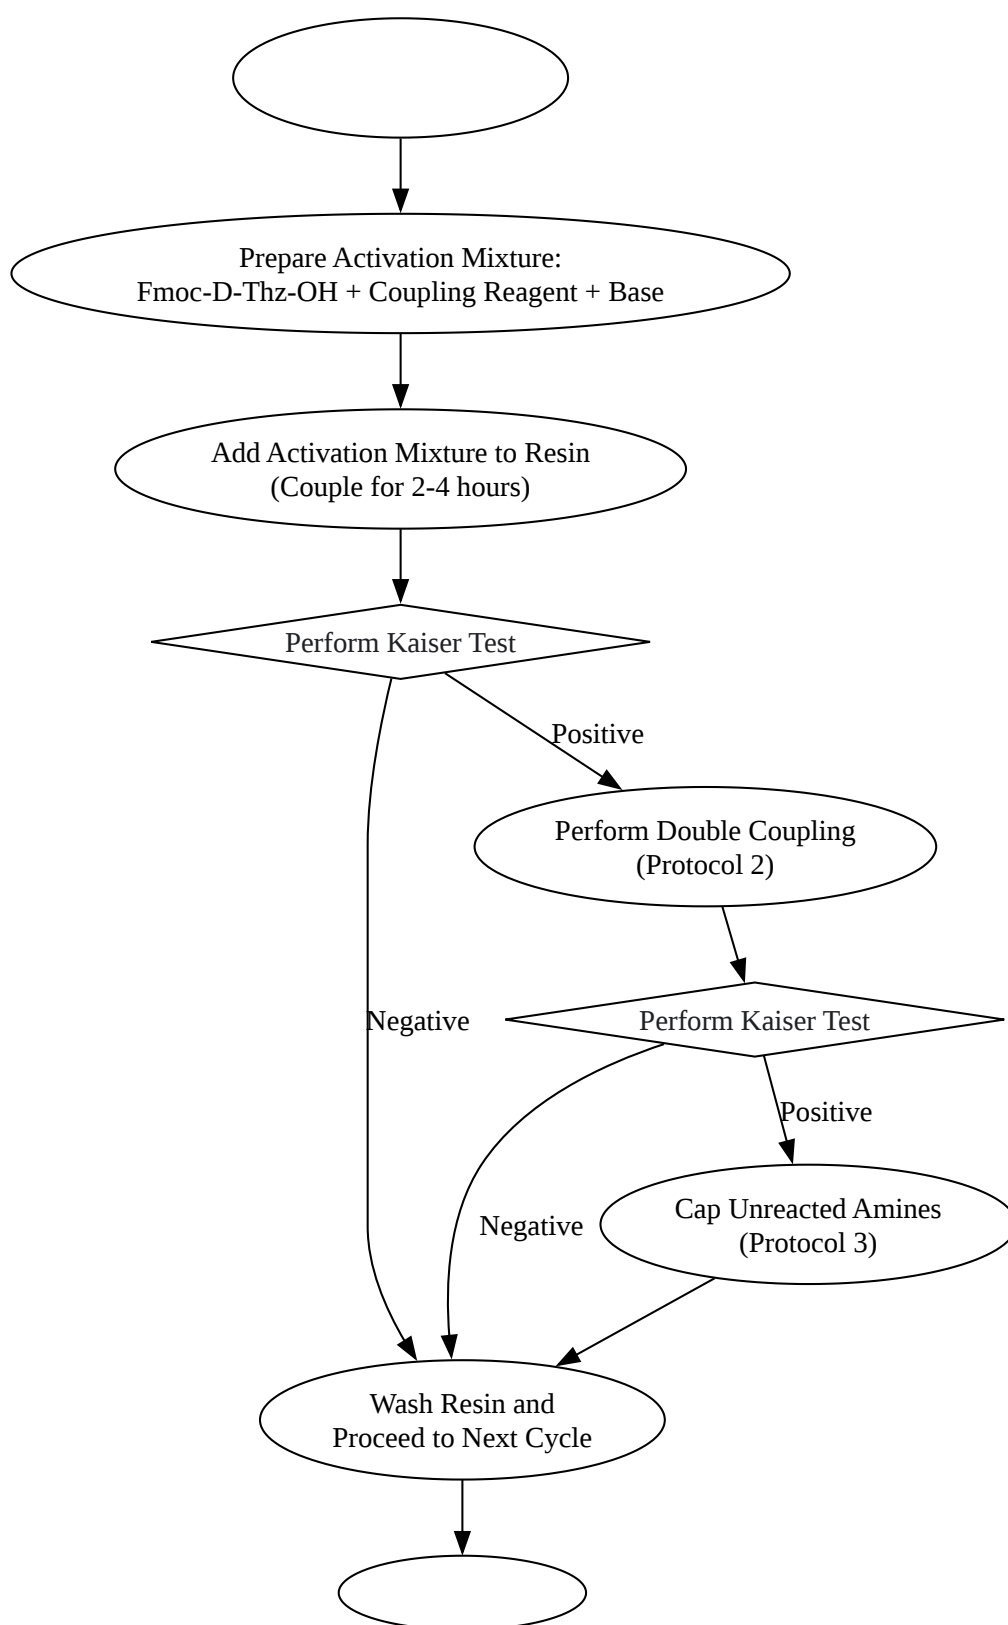 Prepare Activation Mixture:
Fmoc-D-Thz-OH + Coupling Reagent + Base
Add Activation Mixture to Resin
(Couple for 2-4 hours)
Perform Kaiser Test
Positive
Perform Double Coupling
(Protocol 2)
Negative
Perform Kaiser Test
Positive
Cap Unreacted Amines
(Protocol 3)
Negative
Wash Resin and
Proceed to Next Cycle